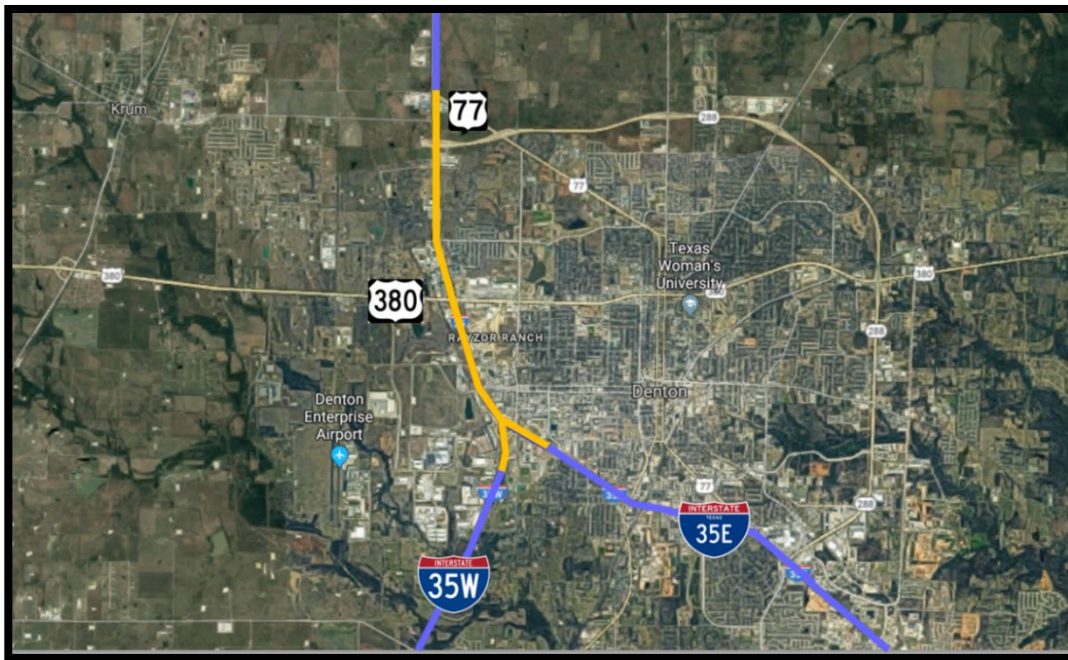 Krum
77
288
77
Texas
Woman's
University
380
380
380
380
288
RAYZOR RANCH
Denton
Enterprise
Airport
Denton
77
288
INTERSTATE
TEXAS
35E
INTERSTATE
35W